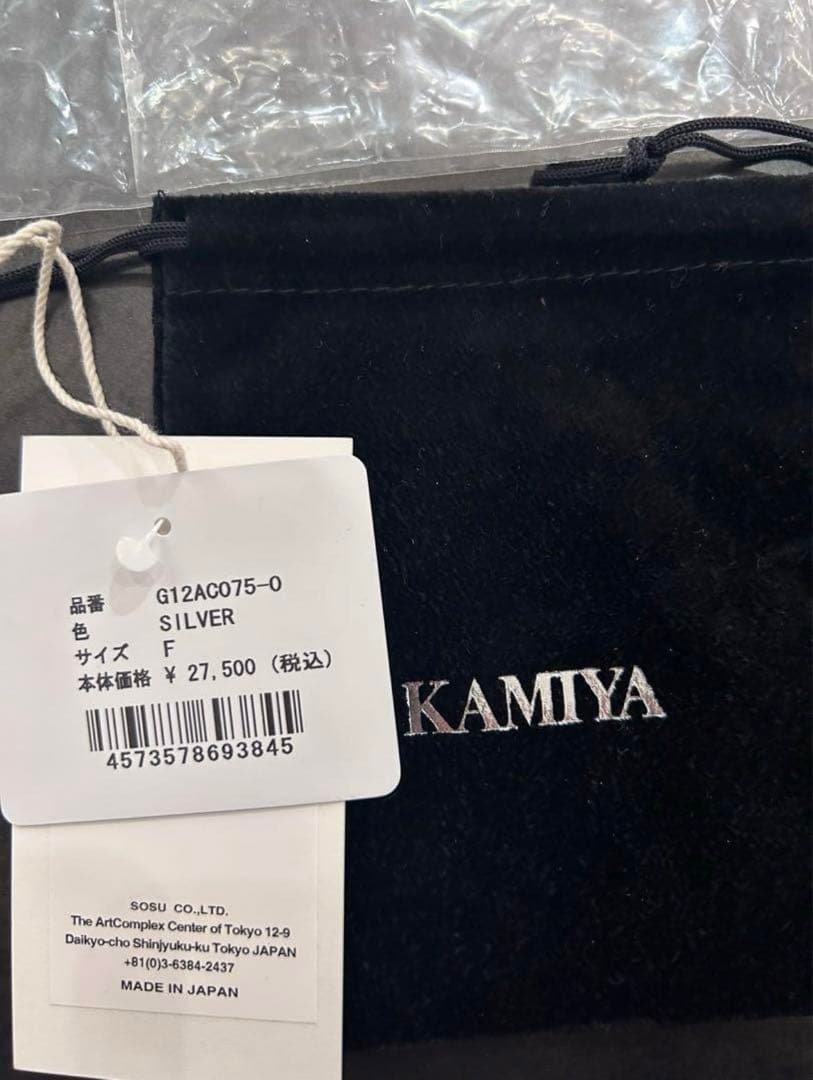 品番 G12AC075-0
色 SILVER
サイズ F
本体価格 ¥ 27,500 (税込)
4573578693845
KAMIYA
SOSU CO.,LTD.
The ArtComplex Center of Tokyo 12-9
Daikyo-cho Shinjyuku-ku Tokyo JAPAN
+81(0)3-6384-2437
MADE IN JAPAN